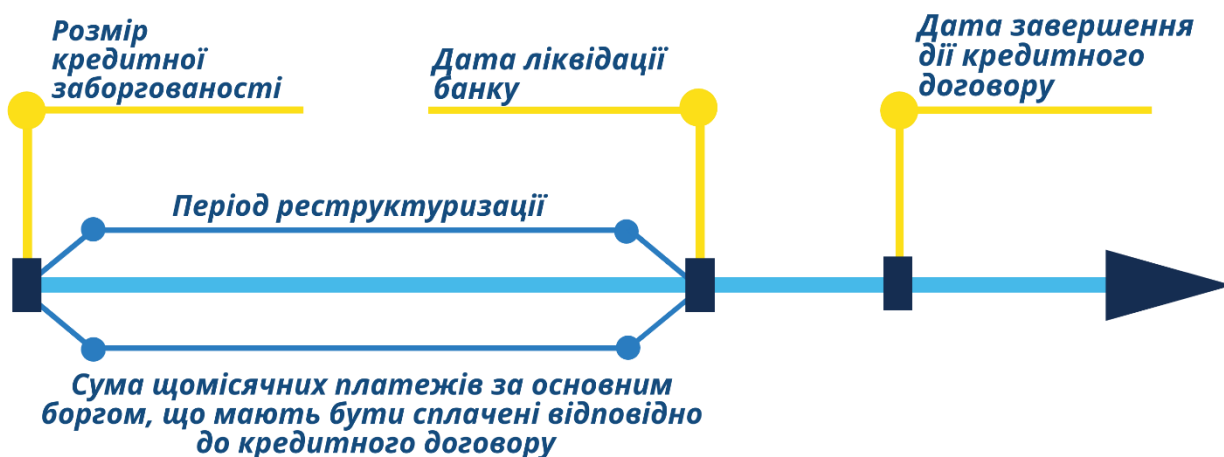 Розмір
кредитної
заборгованості
Дата ліквідації
банку
Дата завершення
дії кредитного
договору
Період реструктуризації
Сума щомісячних платежів за основним
боргом, що мають бути сплачені відповідно
до кредитного договору